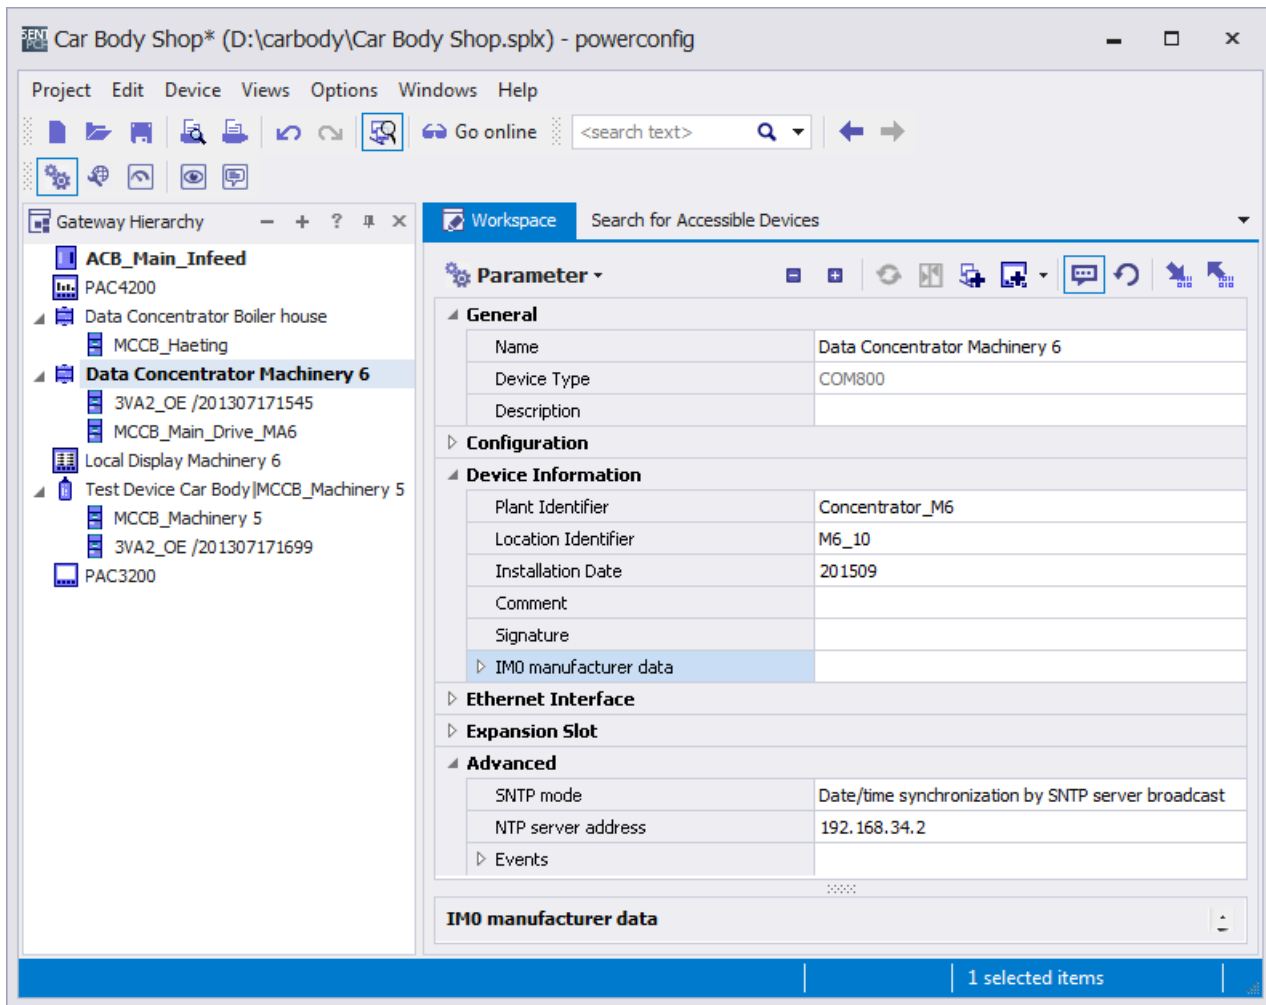 Car Body Shop* (D:\carbody\Car Body Shop.splx) - powerconfig
Project Edit Device Views Options Windows Help
Go online <search text>
Gateway Hierarchy
Workspace Search for Accessible Devices
ACB_Main_Infeed
PAC4200
Data Concentrator Boiler house
MCCB_Haeting
Data Concentrator Machinery 6
3VA2_OE /201307171545
MCCB_Main_Drive_MA6
Local Display Machinery 6
Test Device Car Body|MCCB_Machinery 5
MCCB_Machinery 5
3VA2_OE /201307171699
PAC3200
Parameter
General
Name Data Concentrator Machinery 6
Device Type COM800
Description
Configuration
Device Information
Plant Identifier Concentrator_M6
Location Identifier M6_10
Installation Date 201509
Comment
Signature
IM0 manufacturer data
Ethernet Interface
Expansion Slot
Advanced
SNTP mode Date/time synchronization by SNTP server broadcast
NTP server address 192.168.34.2
Events
IM0 manufacturer data
1 selected items